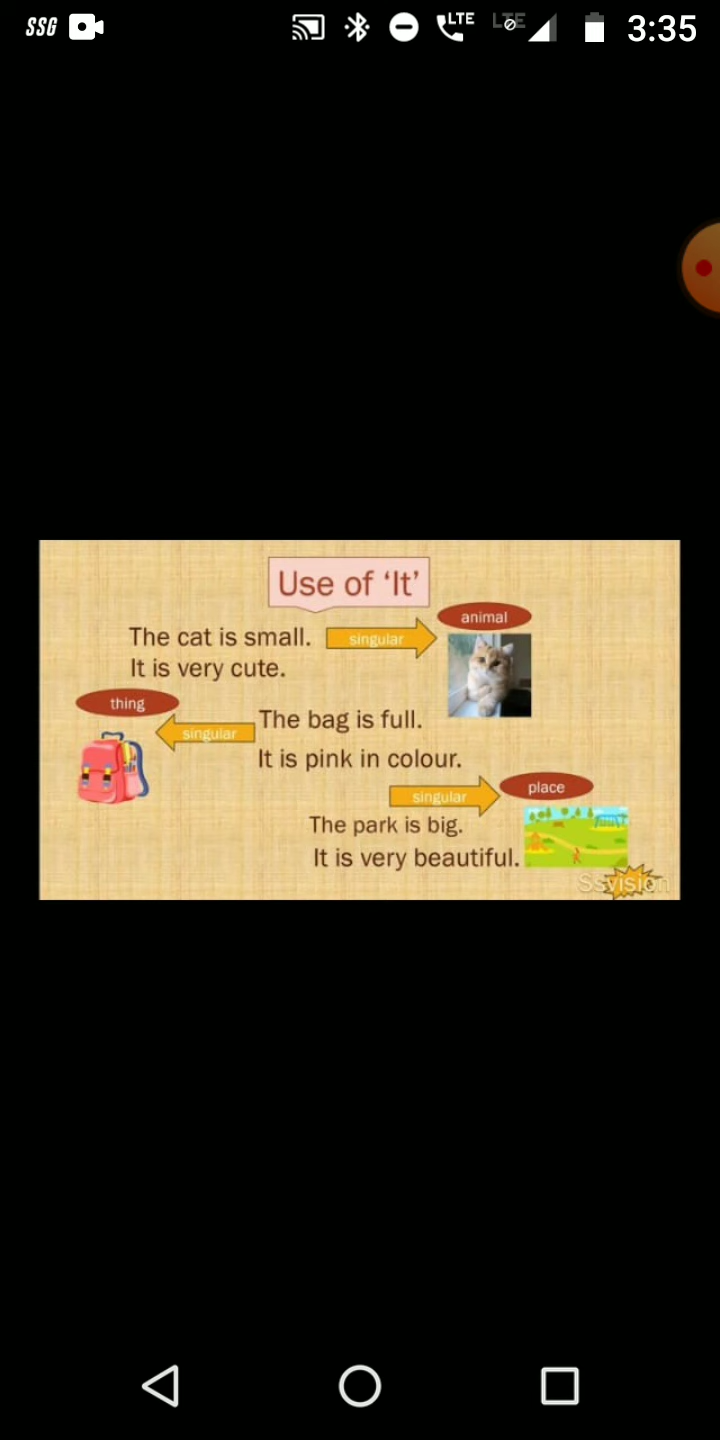 SSG
LTE
LTE
3:35
Use of ‘It’
animal
The cat is small.
singular
It is very cute.
thing
The bag is full.
singular
It is pink in colour.
place
singular
The park is big.
It is very beautiful.
Ssvision